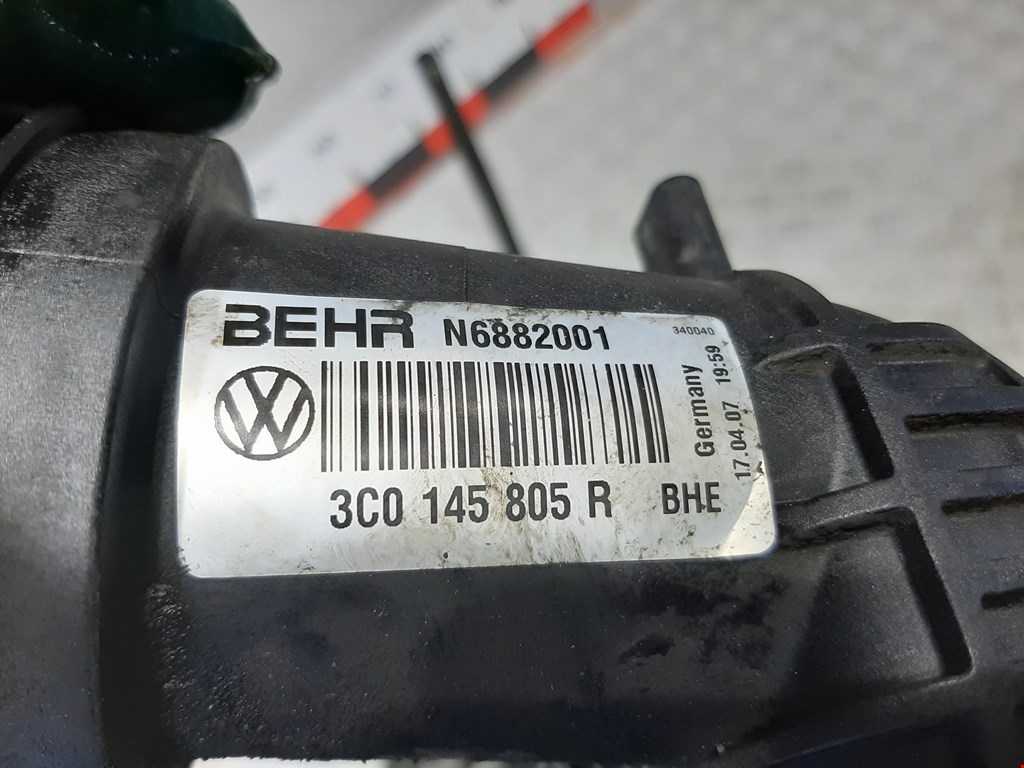 BEHR N6882001 340040
3C0 145 805 R BHE
Germany
17.04.07 19:59